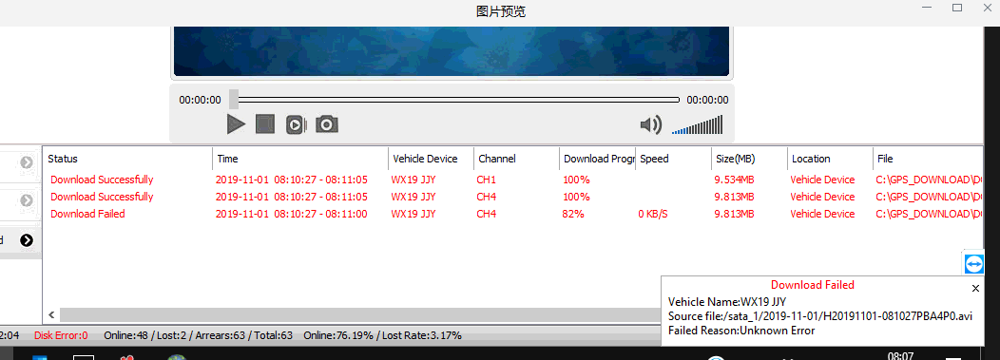 图片预览
00:00:00 00:00:00
Status Time Vehicle Device Channel Download Progr Speed Size(MB) Location File
Download Successfully 2019-11-01 08:10:27 - 08:11:05 WX19 JJY CH1 100% 9.534MB Vehicle Device C:\GPS_DOWNLOAD\DC
Download Successfully 2019-11-01 08:10:27 - 08:11:05 WX19 JJY CH4 100% 9.813MB Vehicle Device C:\GPS_DOWNLOAD\DC
Download Failed 2019-11-01 08:10:27 - 08:11:00 WX19 JJY CH4 82% 0 KB/S 9.813MB Vehicle Device C:\GPS_DOWNLOAD\DC
Download Failed
Vehicle Name:WX19 JJY
Source file:/sata_1/2019-11-01/H20191101-081027PBA4P0.avi
Failed Reason:Unknown Error
2:04 Disk Error:0 Online:48 / Lost:2 / Arrears:63 / Total:63 Online:76.19% / Lost Rate:3.17%
08:07